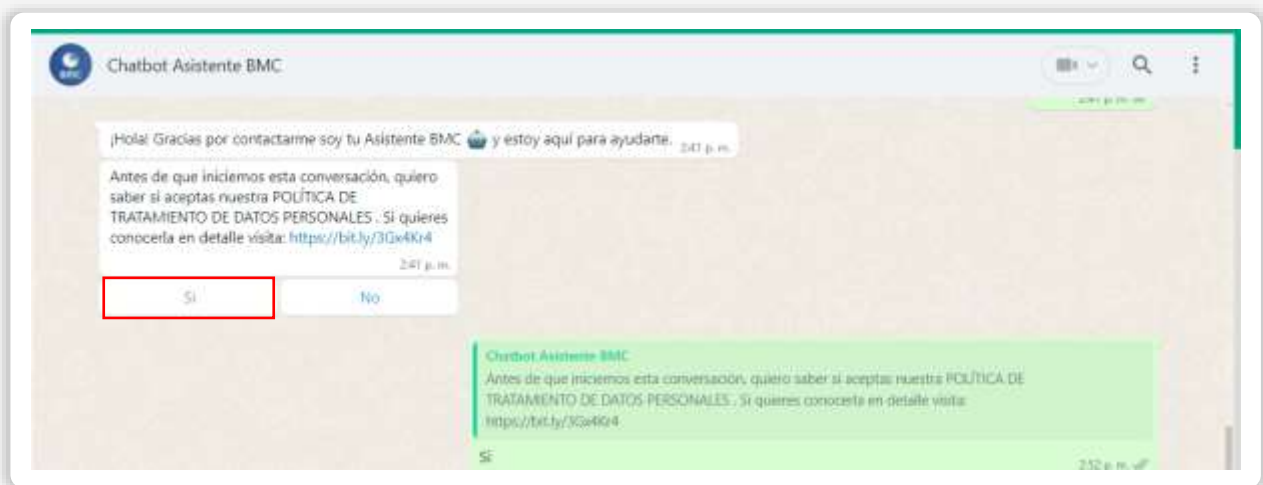 Chatbot Asistente BMC
¡Hola! Gracias por contactarme soy tu Asistente BMC y estoy aquí para ayudarte. 2:41 p. m.
Antes de que iniciemos esta conversación, quiero
saber si aceptas nuestra POLÍTICA DE
TRATAMIENTO DE DATOS PERSONALES . Si quieres
conocerla en detalle visita: https://bit.ly/3Gx4Kr4
2:41 p. m.
Si
No
Chatbot Asistente BMC
Antes de que iniciemos esta conversación, quiero saber si aceptas nuestra POLÍTICA DE
TRATAMIENTO DE DATOS PERSONALES . Si quieres conocerla en detalle visita:
https://bit.ly/3Gx4Kr4
Si
2:52 p. m.